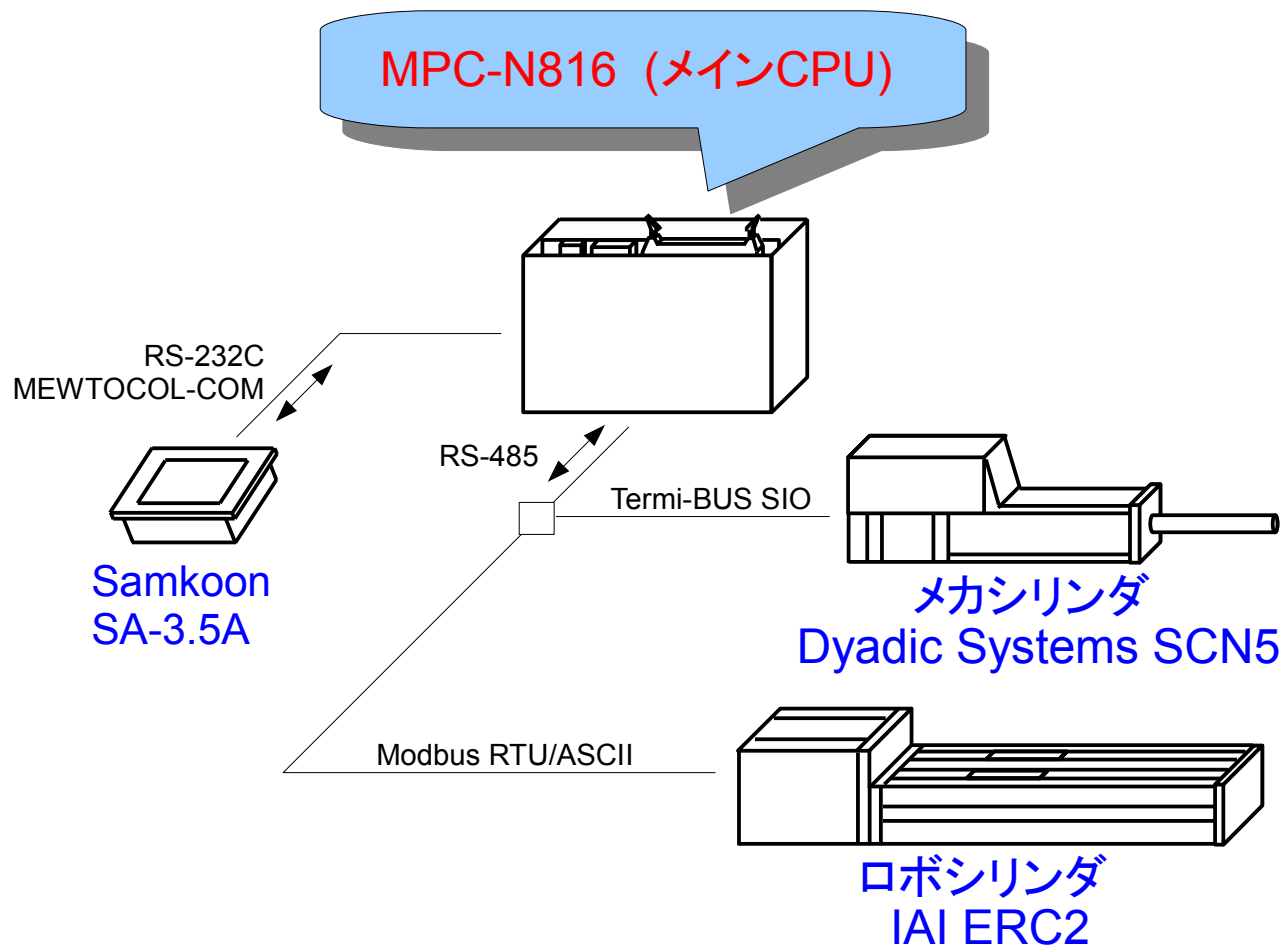 MPC-N816 (メインCPU)
RS-232C
MEWTOCOL-COM
RS-485
Termi-BUS SIO
Samkoon
SA-3.5A
メカシリンダ
Dyadic Systems SCN5
Modbus RTU/ASCII
ロボシリンダ
IAI ERC2